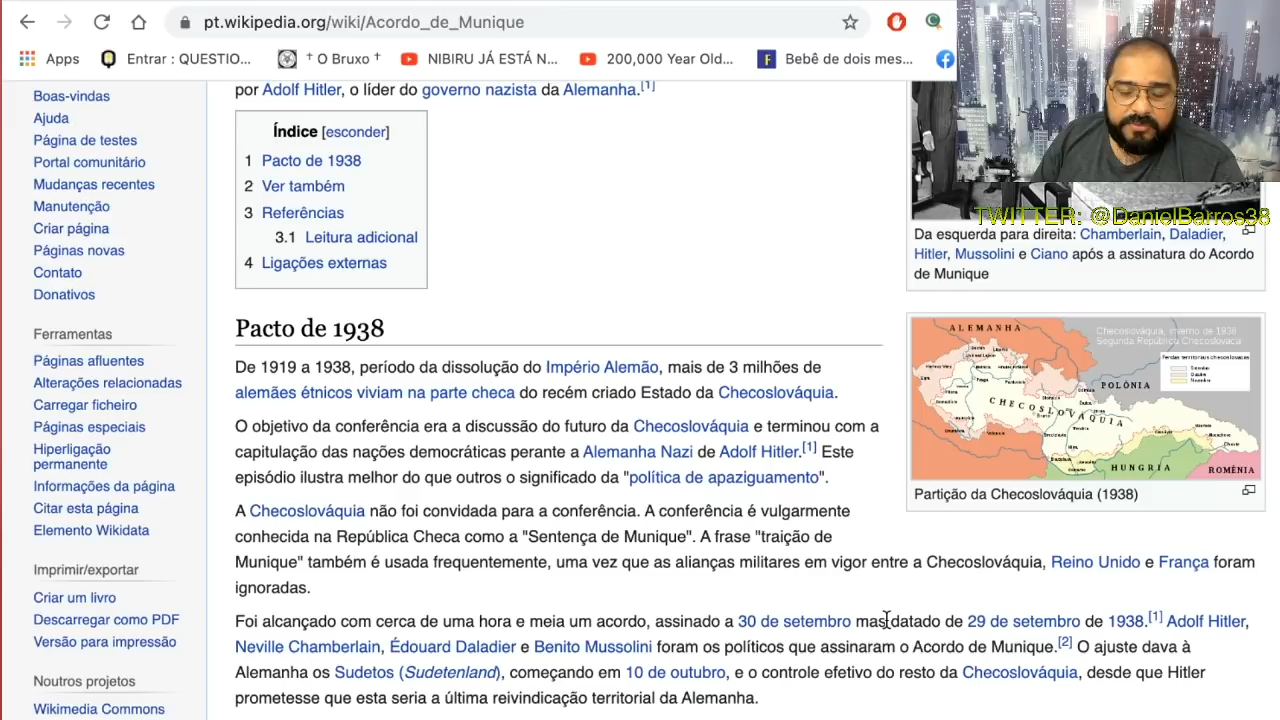 pt.wikipedia.org/wiki/Acordo_de_Munique
Apps
Entrar : QUESTIO...
† O Bruxo †
NIBIRU JÁ ESTÁ N...
200,000 Year Old...
Bebê de dois mes...
Boas-vindas
Ajuda
Página de testes
Portal comunitário
Mudanças recentes
Manutenção
Criar página
Páginas novas
Contato
Donativos
Ferramentas
Páginas afluentes
Alterações relacionadas
Carregar ficheiro
Páginas especiais
Hiperligação
permanente
Informações da página
Citar esta página
Elemento Wikidata
Imprimir/exportar
Criar um livro
Descarregar como PDF
Versão para impressão
Noutros projetos
Wikimedia Commons
por Adolf Hitler, o líder do governo nazista da Alemanha.[1]
Índice [esconder]
1 Pacto de 1938
2 Ver também
3 Referências
3.1 Leitura adicional
4 Ligações externas
Pacto de 1938
De 1919 a 1938, período da dissolução do Império Alemão, mais de 3 milhões de
alemães étnicos viviam na parte checa do recém criado Estado da Checoslováquia.
O objetivo da conferência era a discussão do futuro da Checoslováquia e terminou com a
capitulação das nações democráticas perante a Alemanha Nazi de Adolf Hitler.[1] Este
episódio ilustra melhor do que outros o significado da "política de apaziguamento".
A Checoslováquia não foi convidada para a conferência. A conferência é vulgarmente
conhecida na República Checa como a "Sentença de Munique". A frase "traição de
Munique" também é usada frequentemente, uma vez que as alianças militares em vigor entre a Checoslováquia, Reino Unido e França foram
ignoradas.
Foi alcançado com cerca de uma hora e meia um acordo, assinado a 30 de setembro mas datado de 29 de setembro de 1938.[1] Adolf Hitler,
Neville Chamberlain, Édouard Daladier e Benito Mussolini foram os políticos que assinaram o Acordo de Munique.[2] O ajuste dava à
Alemanha os Sudetos (Sudetenland), começando em 10 de outubro, e o controle efetivo do resto da Checoslováquia, desde que Hitler
prometesse que esta seria a última reivindicação territorial da Alemanha.
TWITTER: @DanielBarros38
Da esquerda para direita: Chamberlain, Daladier,
Hitler, Mussolini e Ciano após a assinatura do Acordo
de Munique
ALEMANHA
Checoslováquia, inverno de 1938
Segunda República Checoslovaca
Perdas territoriais checoslovacas
POLÔNIA
CHECOSLOVAQUIA
HUNGRIA
ROMÊNIA
Partição da Checoslováquia (1938)